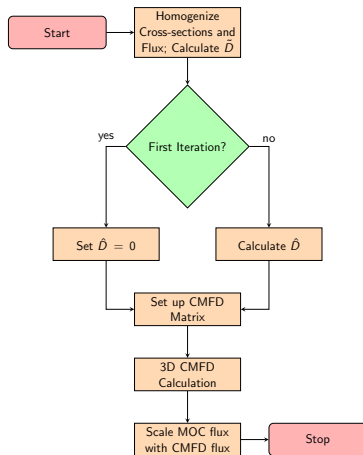 Start
Homogenize
Cross-sections and
Flux; Calculate D̃
First Iteration?
yes
no
Set D̂ = 0
Calculate D̂
Set up CMFD
Matrix
3D CMFD
Calculation
Scale MOC flux
with CMFD flux
Stop